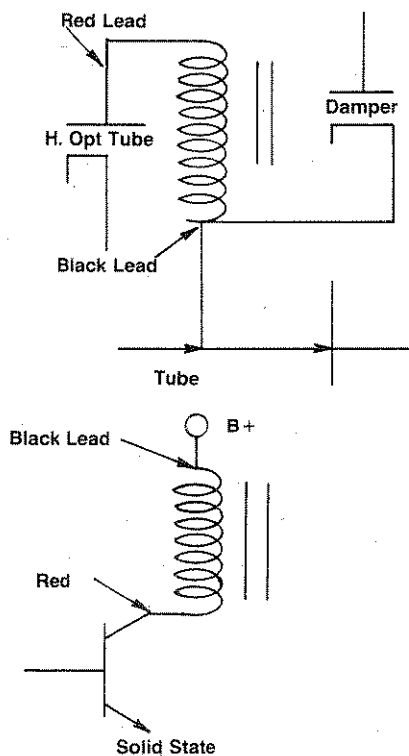 Red Lead
H. Opt Tube
Damper
Black Lead
Tube
B+
Black Lead
Red
Solid State